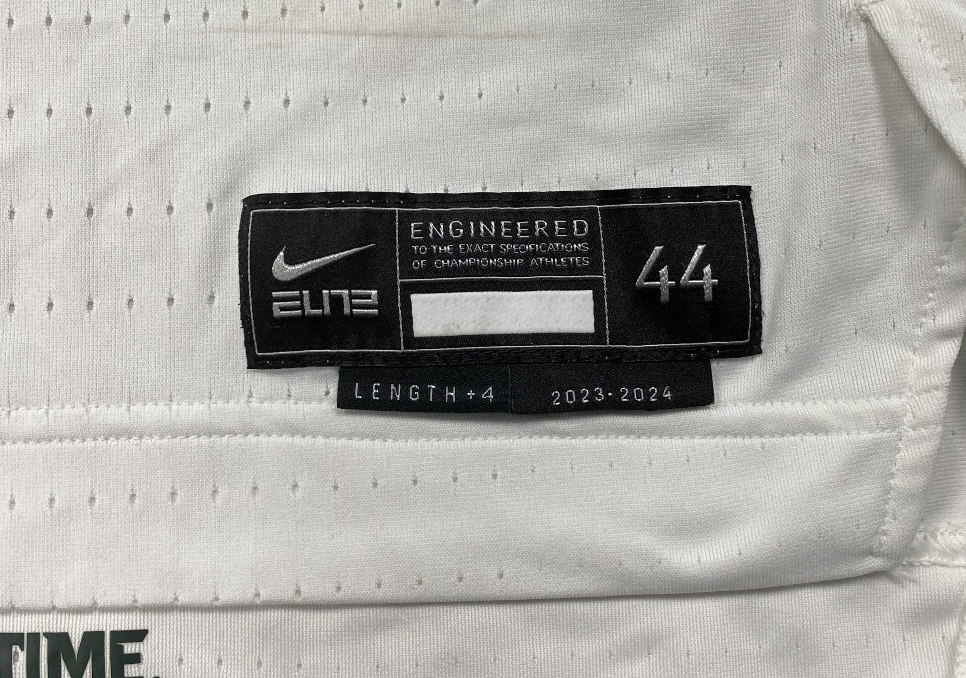 ENGINEERED
TO THE EXACT SPECIFICATIONS
OF CHAMPIONSHIP ATHLETES
ELITE
44
LENGTH +4
2023·2024
TIME.